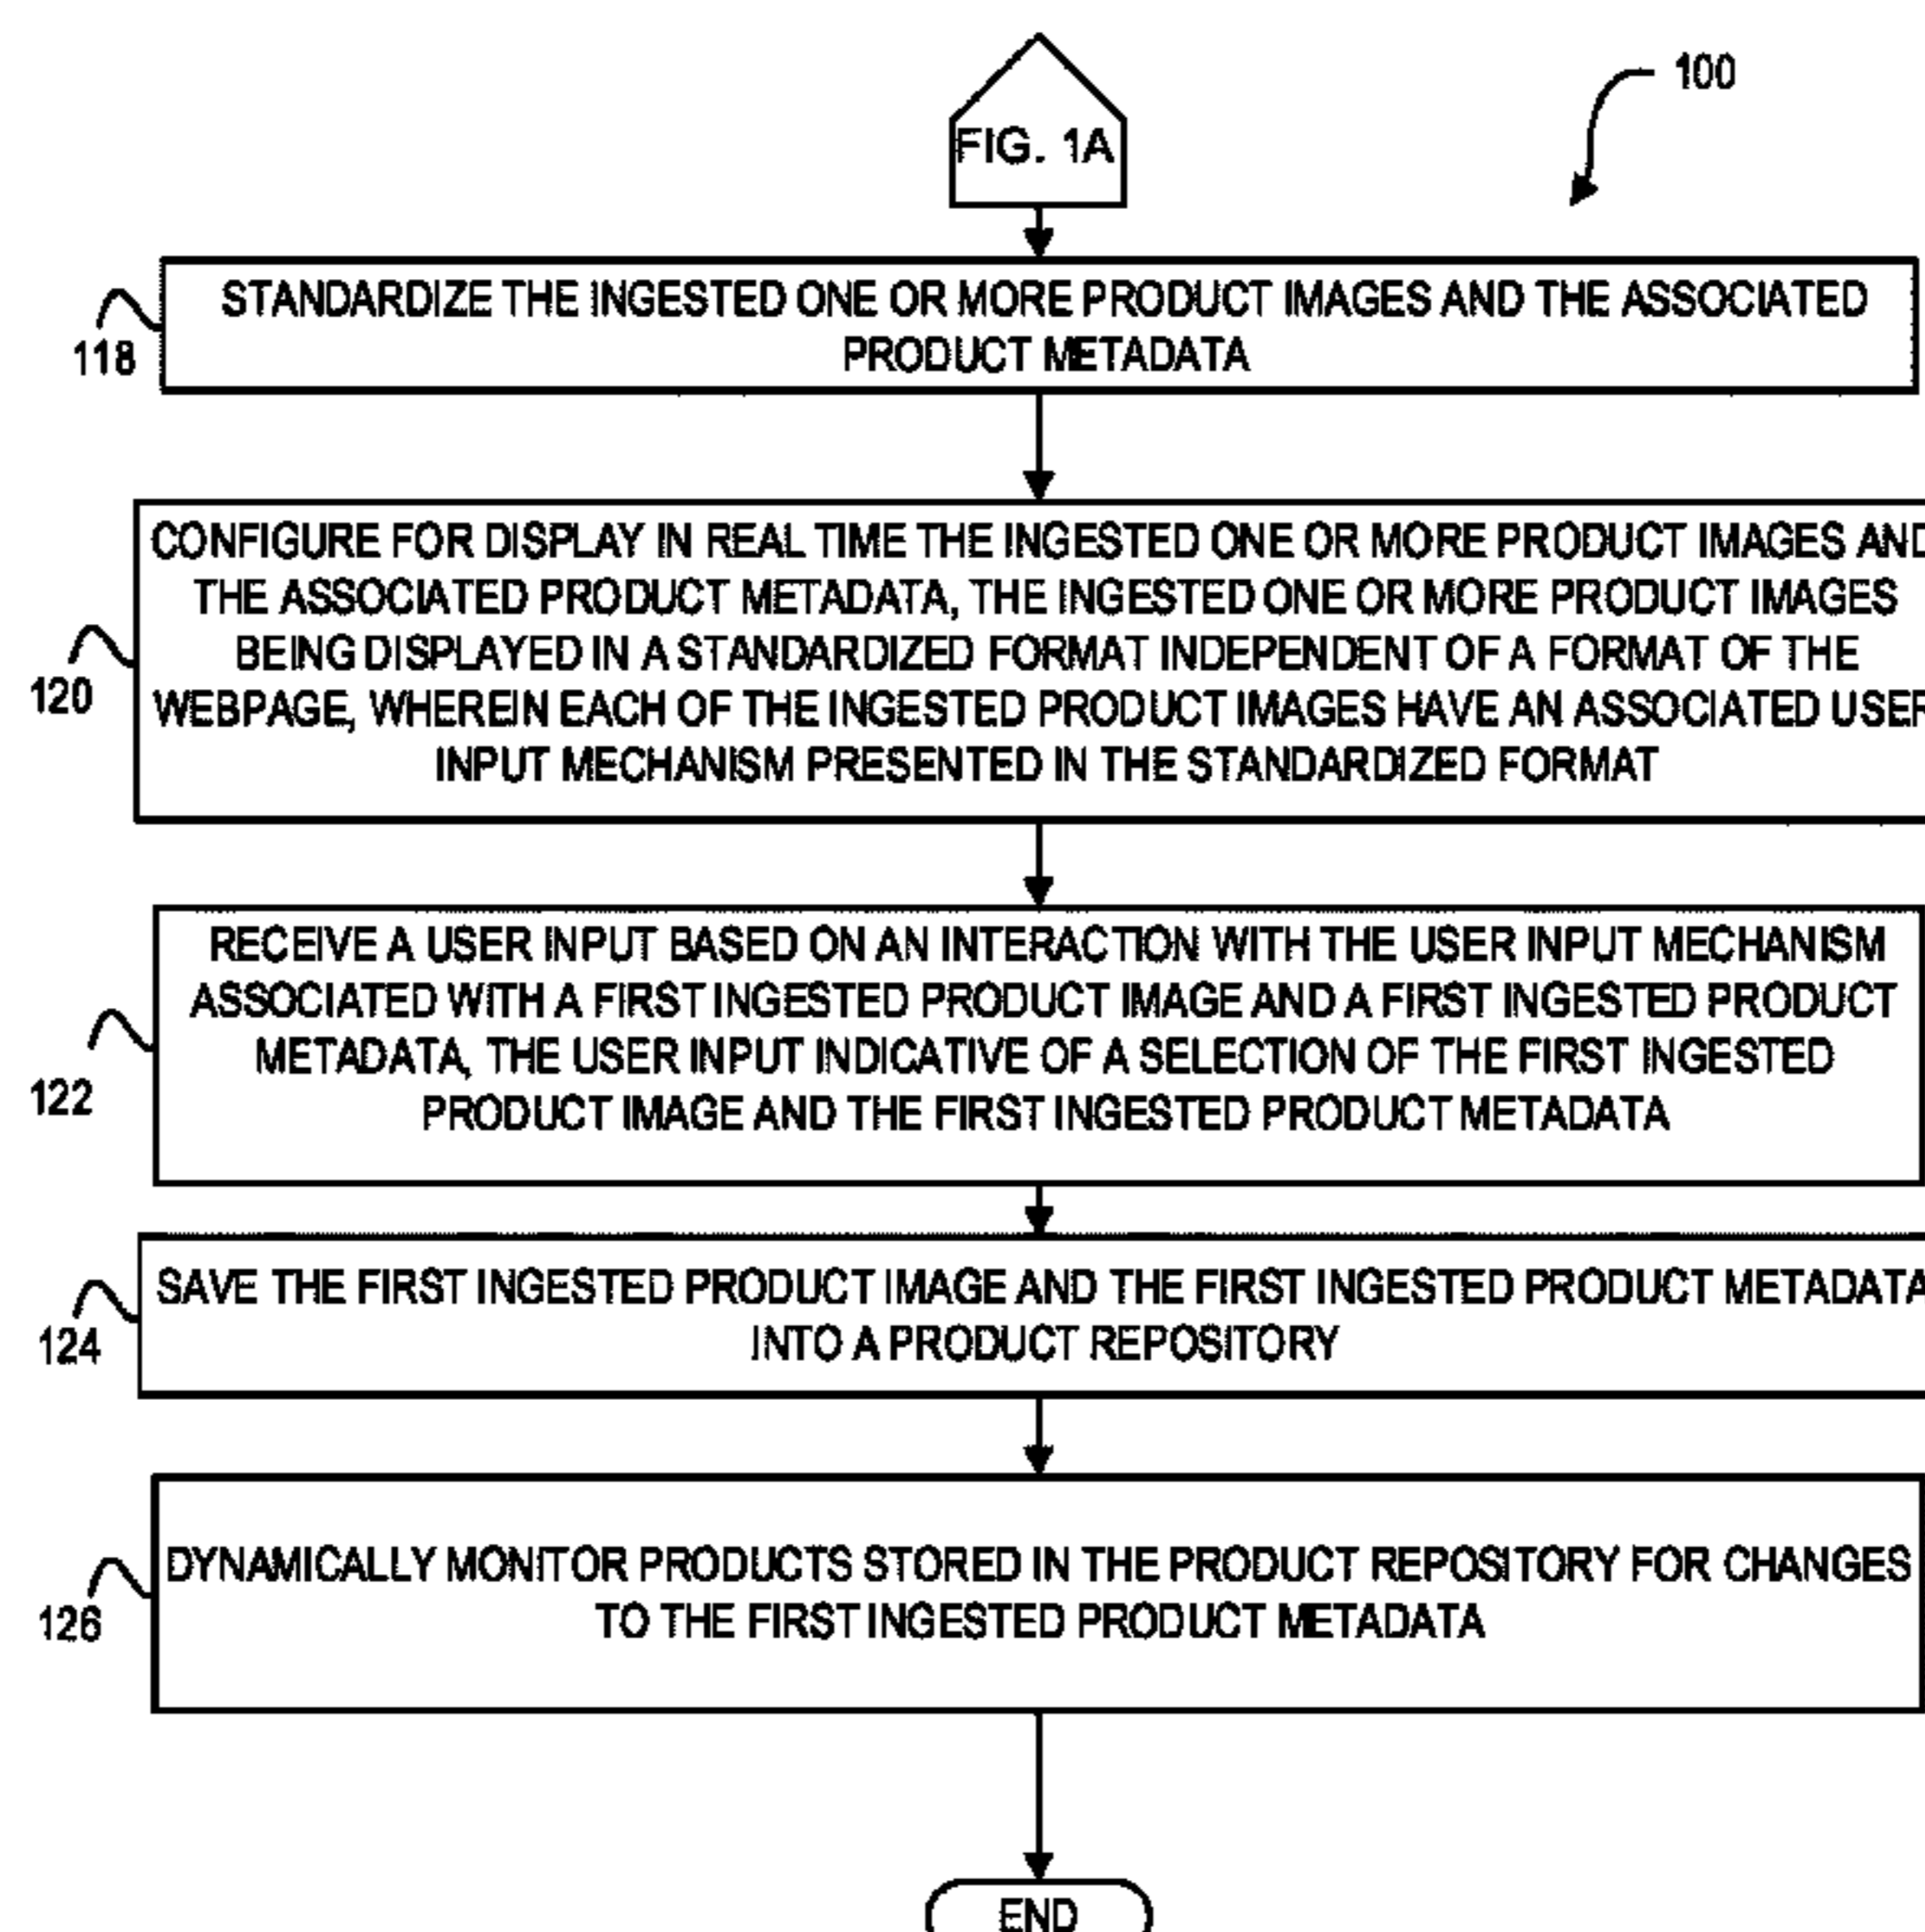 FIG. 1A
100
STANDARDIZE THE INGESTED ONE OR MORE PRODUCT IMAGES AND THE ASSOCIATED
PRODUCT METADATA
118
CONFIGURE FOR DISPLAY IN REAL TIME THE INGESTED ONE OR MORE PRODUCT IMAGES AND
THE ASSOCIATED PRODUCT METADATA, THE INGESTED ONE OR MORE PRODUCT IMAGES
BEING DISPLAYED IN A STANDARDIZED FORMAT INDEPENDENT OF A FORMAT OF THE
WEBPAGE, WHEREIN EACH OF THE INGESTED PRODUCT IMAGES HAVE AN ASSOCIATED USER
INPUT MECHANISM PRESENTED IN THE STANDARDIZED FORMAT
120
RECEIVE A USER INPUT BASED ON AN INTERACTION WITH THE USER INPUT MECHANISM
ASSOCIATED WITH A FIRST INGESTED PRODUCT IMAGE AND A FIRST INGESTED PRODUCT
METADATA, THE USER INPUT INDICATIVE OF A SELECTION OF THE FIRST INGESTED
PRODUCT IMAGE AND THE FIRST INGESTED PRODUCT METADATA
122
SAVE THE FIRST INGESTED PRODUCT IMAGE AND THE FIRST INGESTED PRODUCT METADATA
INTO A PRODUCT REPOSITORY
124
DYNAMICALLY MONITOR PRODUCTS STORED IN THE PRODUCT REPOSITORY FOR CHANGES
TO THE FIRST INGESTED PRODUCT METADATA
126
END